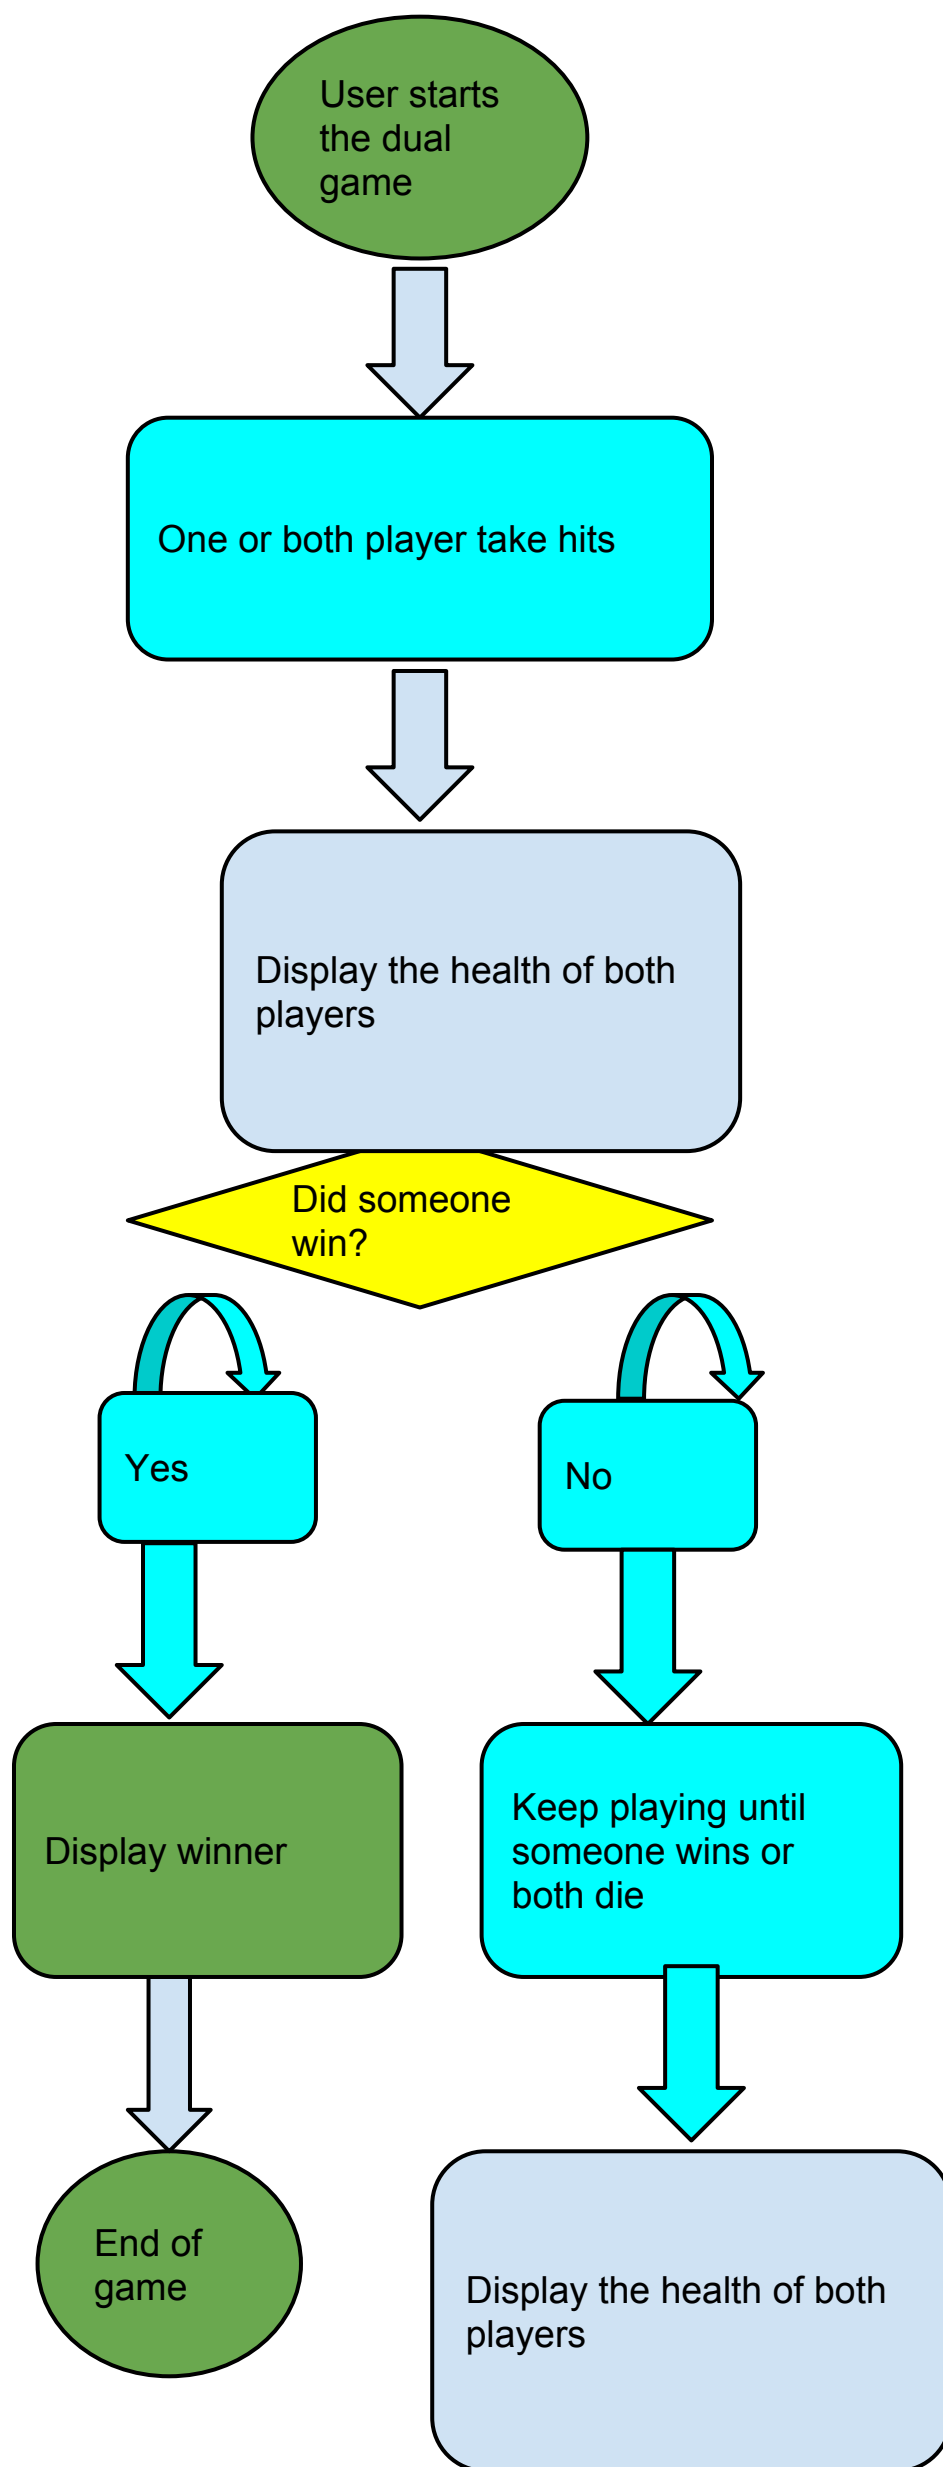 User starts
the dual
game
One or both player take hits
Display the health of both
players
Did someone
win?
Yes
No
Display winner
Keep playing until
someone wins or
both die
End of
game
Display the health of both
players